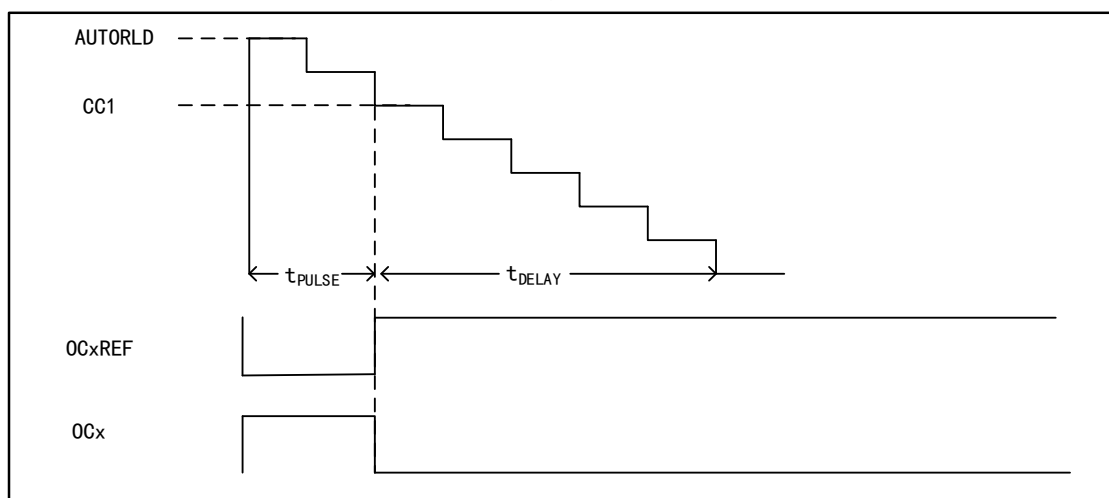 AUTORLD
CC1
tPULSE
tDELAY
OCxREF
OCx